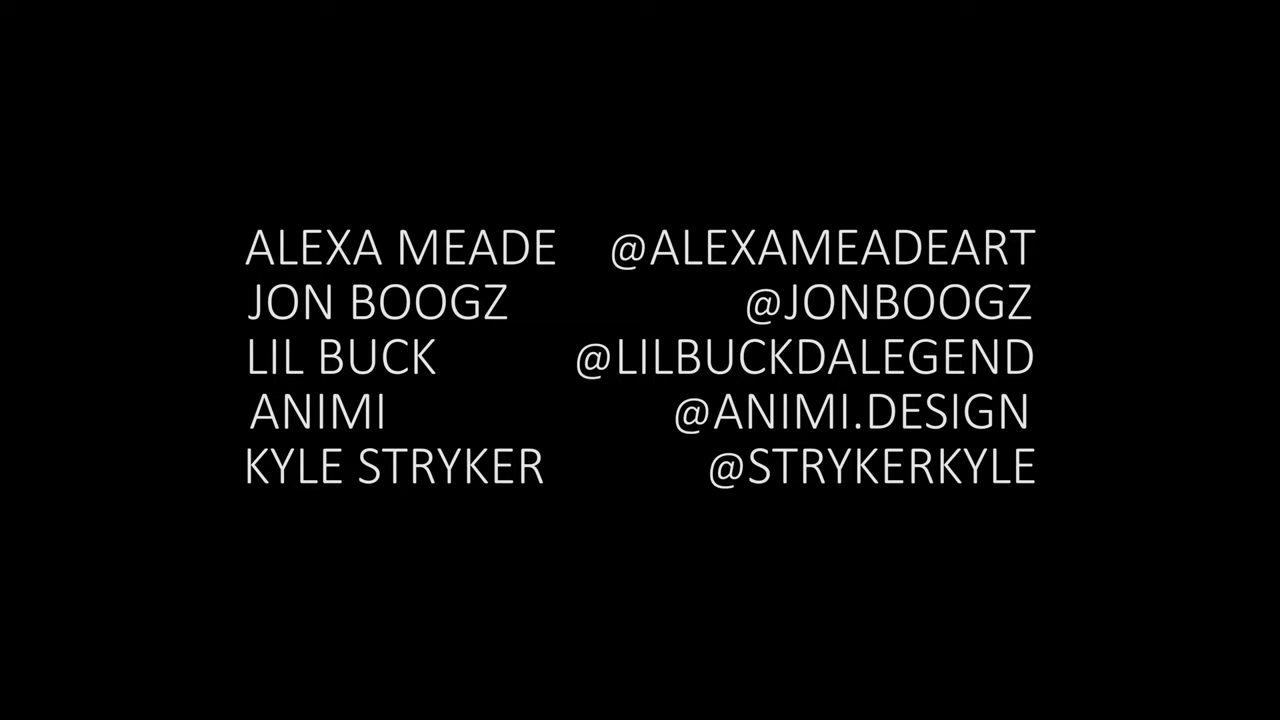 ALEXA MEADE @ALEXAMEADEART
JON BOOGZ @JONBOOGZ
LIL BUCK @LILBUCKDALEGEND
ANIMI @ANIMI.DESIGN
KYLE STRYKER @STRYKERKYLE